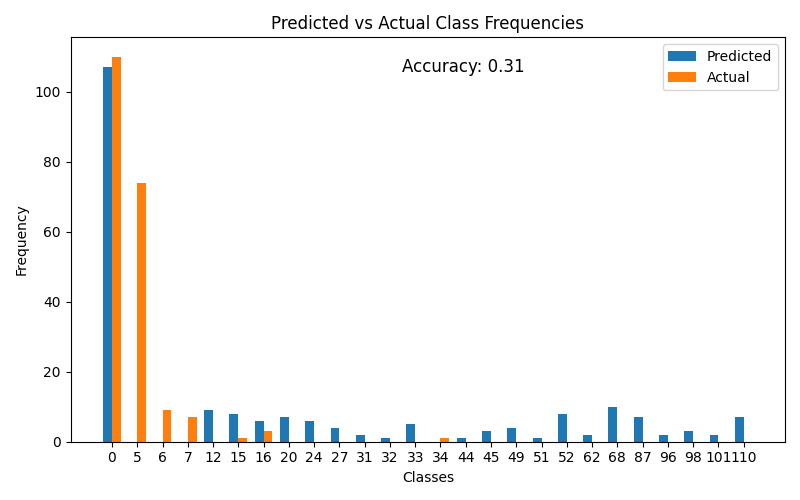 Predicted vs Actual Class Frequencies
Accuracy: 0.31
Predicted
Actual
Frequency
100
80
60
40
20
0
0 5 6 7 12 15 16 20 24 27 31 32 33 34 44 45 49 51 52 62 68 87 96 98 101 110
Classes